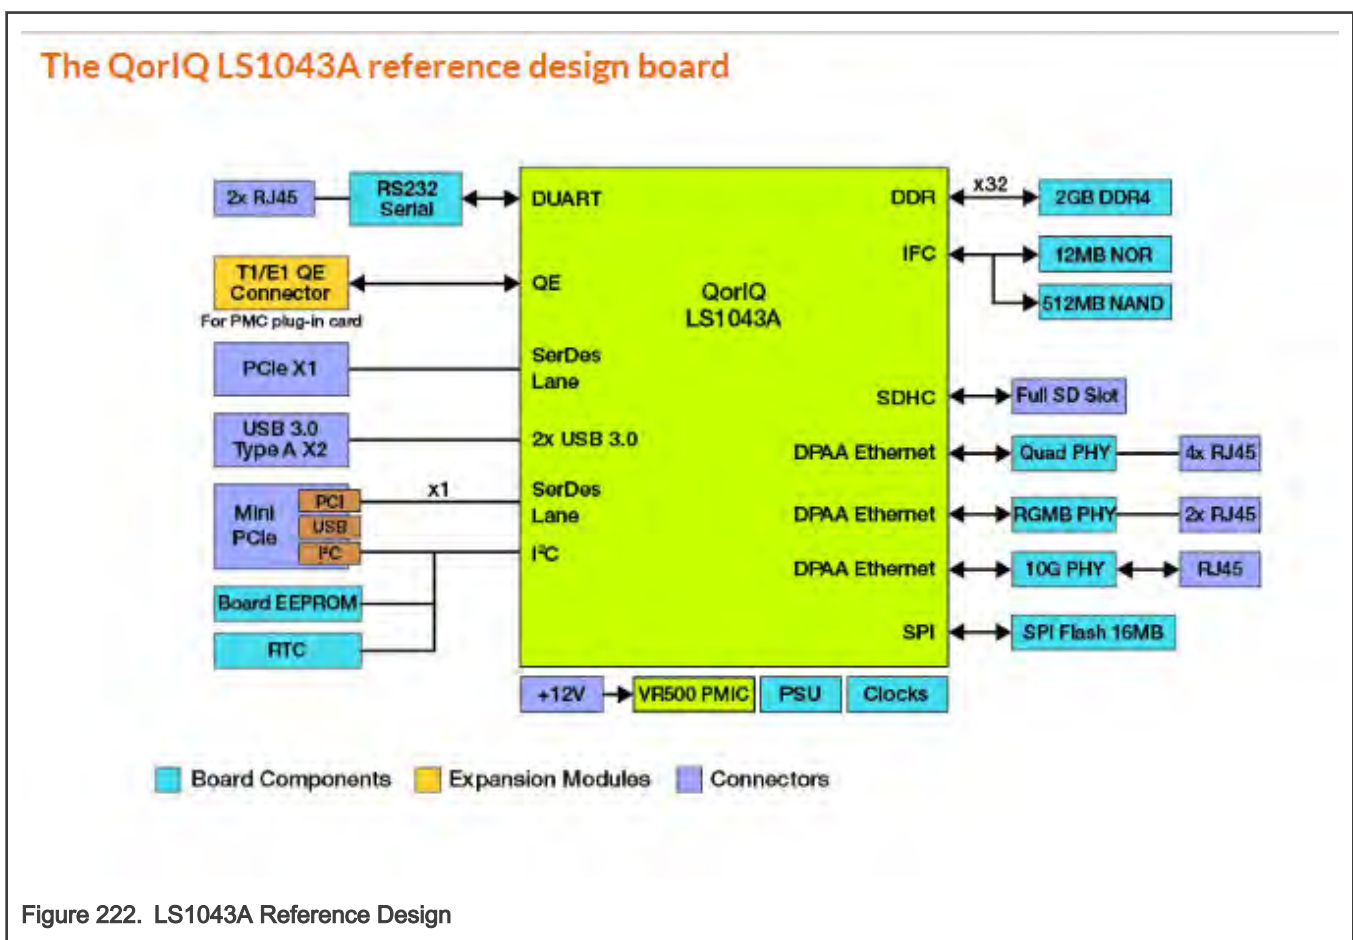 The QorIQ LS1043A reference design board
2x RJ45
RS232
Serial
DUART
DDR
x32
2GB DDR4
T1/E1 QE
Connector
For PMC plug-in card
QE
QorIQ
LS1043A
IFC
12MB NOR
512MB NAND
PCIe X1
SerDes
Lane
SDHC
Full SD Slot
USB 3.0
Type A X2
2x USB 3.0
DPAA Ethernet
Quad PHY
4x RJ45
Mini
PCIe
PCI
USB
I²C
x1
SerDes
Lane
I²C
DPAA Ethernet
RGMB PHY
2x RJ45
DPAA Ethernet
10G PHY
RJ45
Board EEPROM
RTC
SPI
SPI Flash 16MB
+12V
VR500 PMIC
PSU
Clocks
Board Components
Expansion Modules
Connectors
Figure 222. LS1043A Reference Design